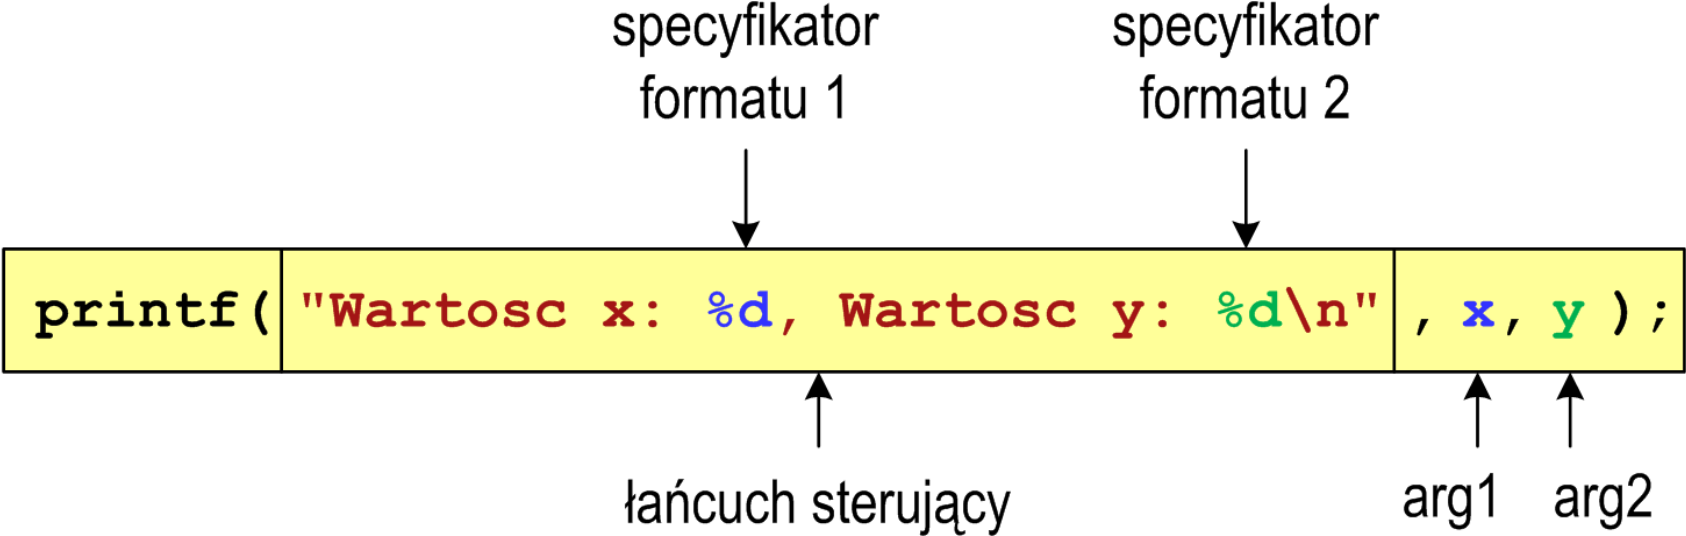 specyfikator
formatu 1
specyfikator
formatu 2
printf( "Wartosc x: %d, Wartosc y: %d\n" , x, y );
łańcuch sterujący
arg1
arg2